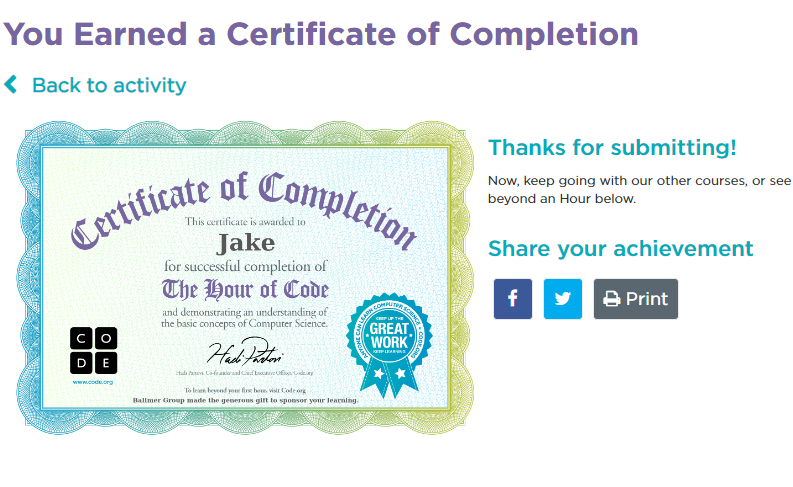 You Earned a Certificate of Completion
Back to activity
Certificate of Completion
This certificate is awarded to
Jake
for successful completion of
The Hour of Code
and demonstrating an understanding of
the basic concepts of Computer Science.
C O
D E
www.code.org
Hadi Partovi
Hadi Partovi, Co-founder and Chief Executive Officer, Code.org
To learn beyond your first hour, visit Code.org
Ballmer Group made the generous gift to sponsor your learning.
ANYONE CAN LEARN COMPUTER SCIENCE
KEEP UP THE
GREAT
WORK
KEEP LEARNING
Thanks for submitting!
Now, keep going with our other courses, or see
beyond an Hour below.
Share your achievement
f
Print